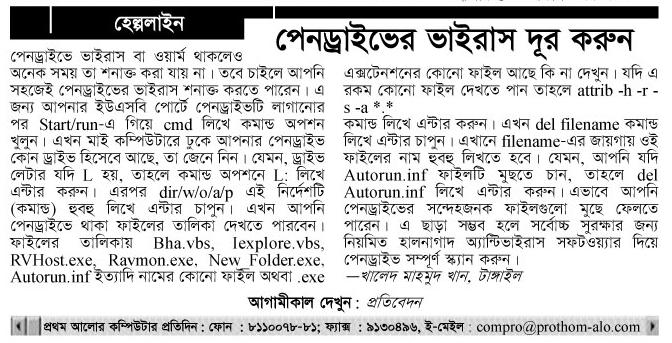 হেল্পলাইন
পেনড্রাইভের ভাইরাস দূর করুন
পেনড্রাইভে ভাইরাস বা ওয়ার্ম থাকলেও
অনেক সময় তা শনাক্ত করা যায় না। তবে চাইলে আপনি
সহজেই পেনড্রাইভের ভাইরাস শনাক্ত করতে পারেন। এ
জন্য আপনার ইউএসবি পোর্টে পেনড্রাইভটি লাগানোর
পর Start/run-এ গিয়ে cmd লিখে কমান্ড অপশন
খুলুন। এখন মাই কম্পিউটারে ঢুকে আপনার পেনড্রাইভ
কোন ড্রাইভ হিসেবে আছে, তা জেনে নিন। যেমন, ড্রাইভ
লেটার যদি L হয়, তাহলে কমান্ড অপশনে L: লিখে
এন্টার করুন। এরপর dir/w/o/a/p এই নির্দেশটি
(কমান্ড) হুবহু লিখে এন্টার চাপুন। এখন আপনি
পেনড্রাইভে থাকা ফাইলের তালিকা দেখতে পারবেন।
ফাইলের তালিকায় Bha.vbs, Iexplore.vbs,
RVHost.exe, Ravmon.exe, New Folder.exe,
Autorun.inf ইত্যাদি নামের কোনো ফাইল অথবা .exe
এক্সটেনশনের কোনো ফাইল আছে কি না দেখুন। যদি এ
রকম কোনো ফাইল দেখতে পান তাহলে attrib -h -r -
s -a *.*
কমান্ড লিখে এন্টার করুন। এখন del filename কমান্ড
লিখে এন্টার চাপুন। এখানে filename-এর জায়গায় ওই
ফাইলের নাম হুবহু লিখতে হবে। যেমন, আপনি যদি
Autorun.inf ফাইলটি মুছতে চান, তাহলে del
Autorun.inf লিখে এন্টার করুন। এভাবে আপনি
পেনড্রাইভের সন্দেহজনক ফাইলগুলো মুছে ফেলতে
পারেন। এ ছাড়া সম্ভব হলে সর্বোচ্চ সুরক্ষার জন্য
নিয়মিত হালনাগাদ অ্যান্টিভাইরাস সফটওয়্যার দিয়ে
পেনড্রাইভ সম্পূর্ণ স্ক্যান করুন।
—খালেদ মাহমুদ খান, টাঙ্গাইল
আগামীকাল দেখুন : প্রতিবেদন
প্রথম আলোর কম্পিউটার প্রতিদিন : ফোন : ৮১১০০৭৮-৮১; ফ্যাক্স : ৯১৩০৪৯৬, ই-মেইল : compro@prothom-alo.com